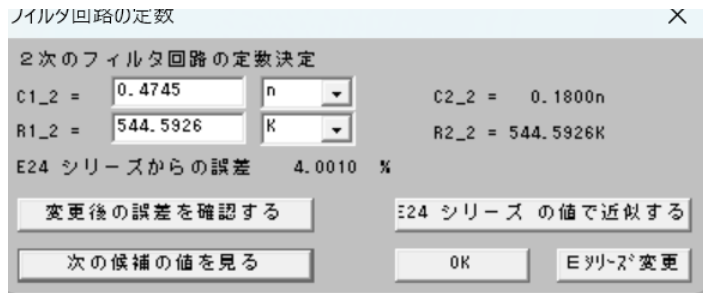 フィルタ回路の定数
2次のフィルタ回路の定数決定
C1_2 = 0.4745 n C2_2 = 0.1800n
R1_2 = 544.5926 K R2_2 = 544.5926K
E24 シリーズからの誤差 4.0010 %
変更後の誤差を確認する E24 シリーズ の値で近似する
次の候補の値を見る OK Eシリーズ変更